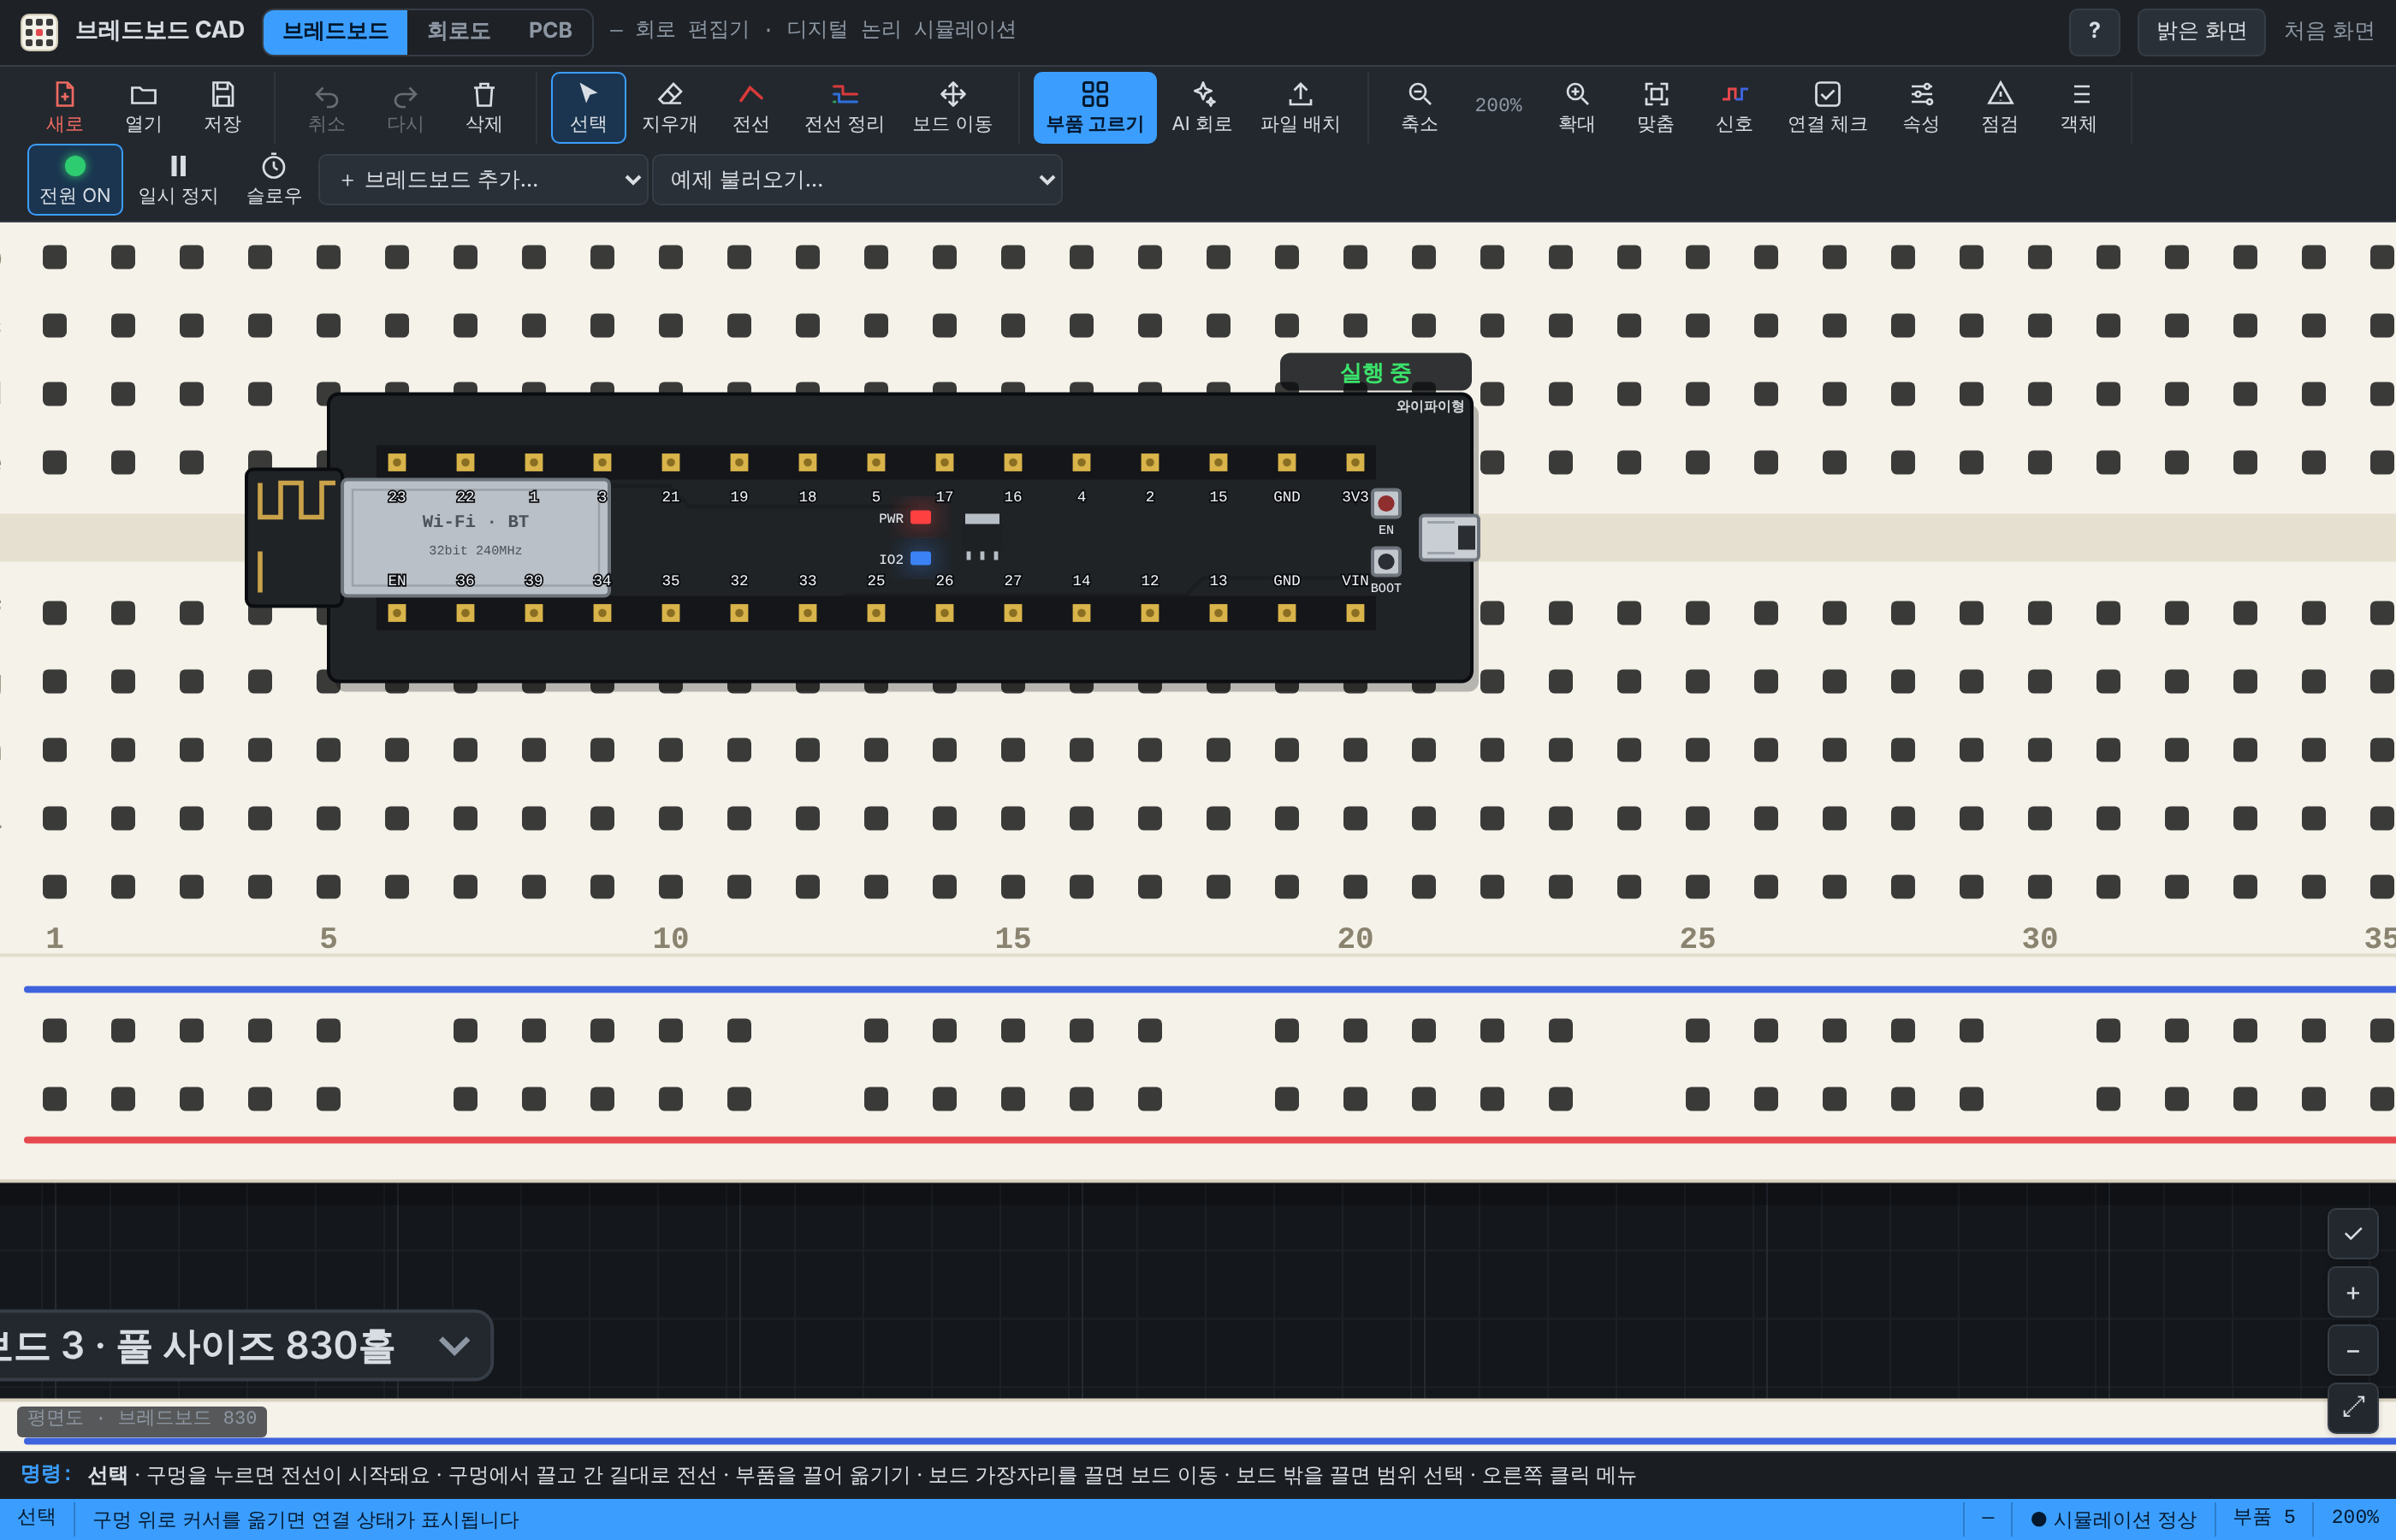 브레드보드 CAD 브레드보드 회로도 PCB — 회로 편집기 · 디지털 논리 시뮬레이션 ? 밝은 화면 처음 화면
새로 열기 저장 취소 다시 삭제 선택 지우개 전선 전선 정리 보드 이동 부품 고르기 AI 회로 파일 배치 축소 200% 확대 맞춤 신호 연결 체크 속성 점검 객체
전원 ON 일시 정지 슬로우 + 브레드보드 추가... 예제 불러오기...
실행 중
와이파이형
23 22 1 3 21 19 18 5 17 16 4 2 15 GND 3V3
Wi-Fi · BT
PWR
EN
32bit 240MHz
IO2
EN 36 39 34 35 32 33 25 26 27 14 12 13 GND VIN
BOOT
1 5 10 15 20 25 30 35
보드 3 · 풀 사이즈 830홀
평면도 · 브레드보드 830
명령: 선택 · 구멍을 누르면 전선이 시작돼요 · 구멍에서 끌고 간 길대로 전선 · 부품을 끌어 옮기기 · 보드 가장자리를 끌면 보드 이동 · 보드 밖을 끌면 범위 선택 · 오른쪽 클릭 메뉴
선택 구멍 위로 커서를 옮기면 연결 상태가 표시됩니다 — ● 시뮬레이션 정상 부품 5 200%